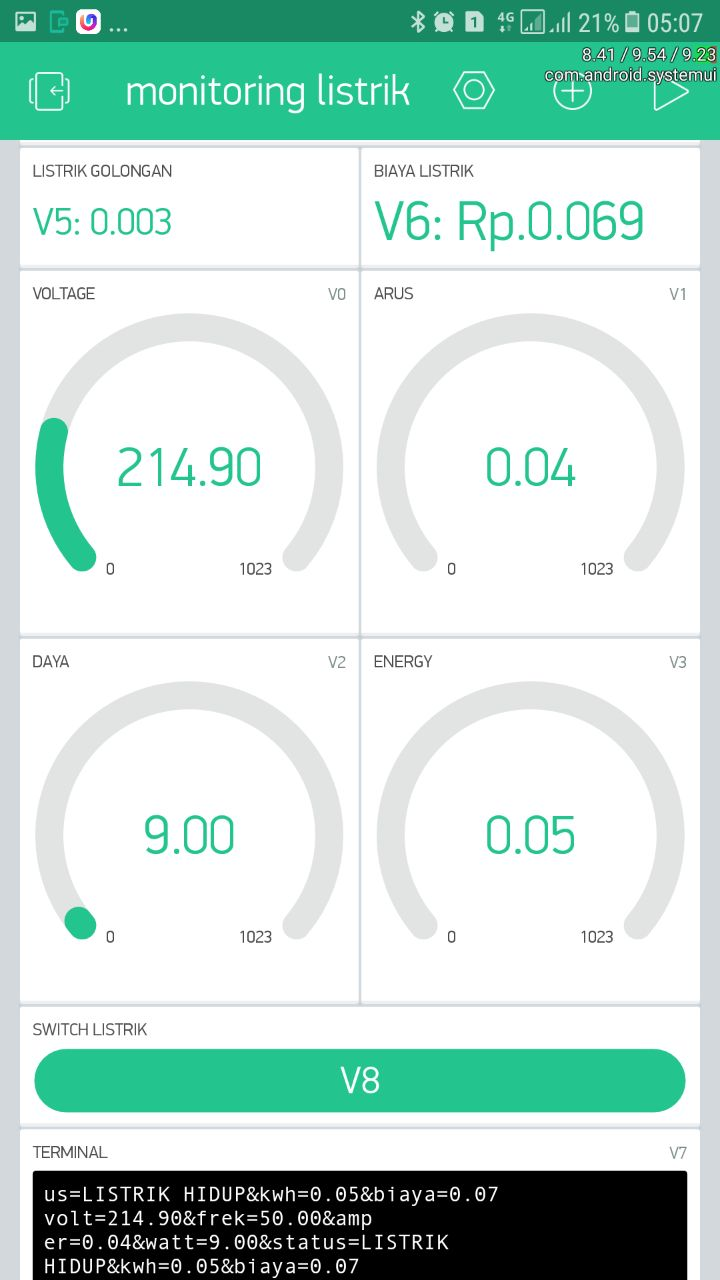 ... 1 4G 21% 05:07
8.41 / 9.54 / 9.23
com.android.systemui
monitoring listrik
LISTRIK GOLONGAN
V5: 0.003
BIAYA LISTRIK
V6: Rp.0.069
VOLTAGE V0
214.90
0 1023
ARUS V1
0.04
0 1023
DAYA V2
9.00
0 1023
ENERGY V3
0.05
0 1023
SWITCH LISTRIK
V8
TERMINAL V7
us=LISTRIK HIDUP&kwh=0.05&biaya=0.07
volt=214.90&frek=50.00&amp
er=0.04&watt=9.00&status=LISTRIK
HIDUP&kwh=0.05&biaya=0.07